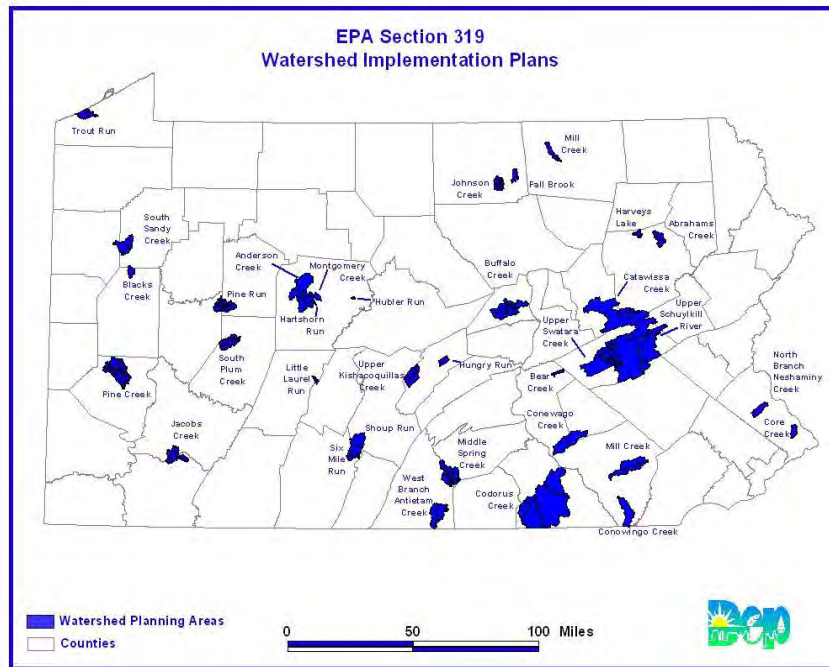 EPA Section 319
Watershed Implementation Plans
Trout Run
Mill
Creek
Johnson
Creek
Fall Brook
South
Sandy
Creek
Harveys
Lake
Abrahams
Creek
Anderson
Creek
Montgomery
Creek
Buffalo
Creek
Catawissa
Creek
Blacks
Creek
Pine Run
Hubler Run
Hartshorn
Run
Upper
Schuylkill
River
Upper
Swatara
Creek
South
Plum
Creek
Little
Laurel
Run
Upper
Kishacoquillas
Creek
Hungry Run
Bear
Creek
North
Branch
Neshaminy
Creek
Pine Creek
Jacobs
Creek
Shoup Run
Six
Mile
Run
Middle
Spring
Creek
Conewago
Creek
Mill Creek
Core
Creek
West
Branch
Antietam
Creek
Codorus
Creek
Conowingo Creek
Watershed Planning Areas
Counties
0 50 100 Miles
Dep